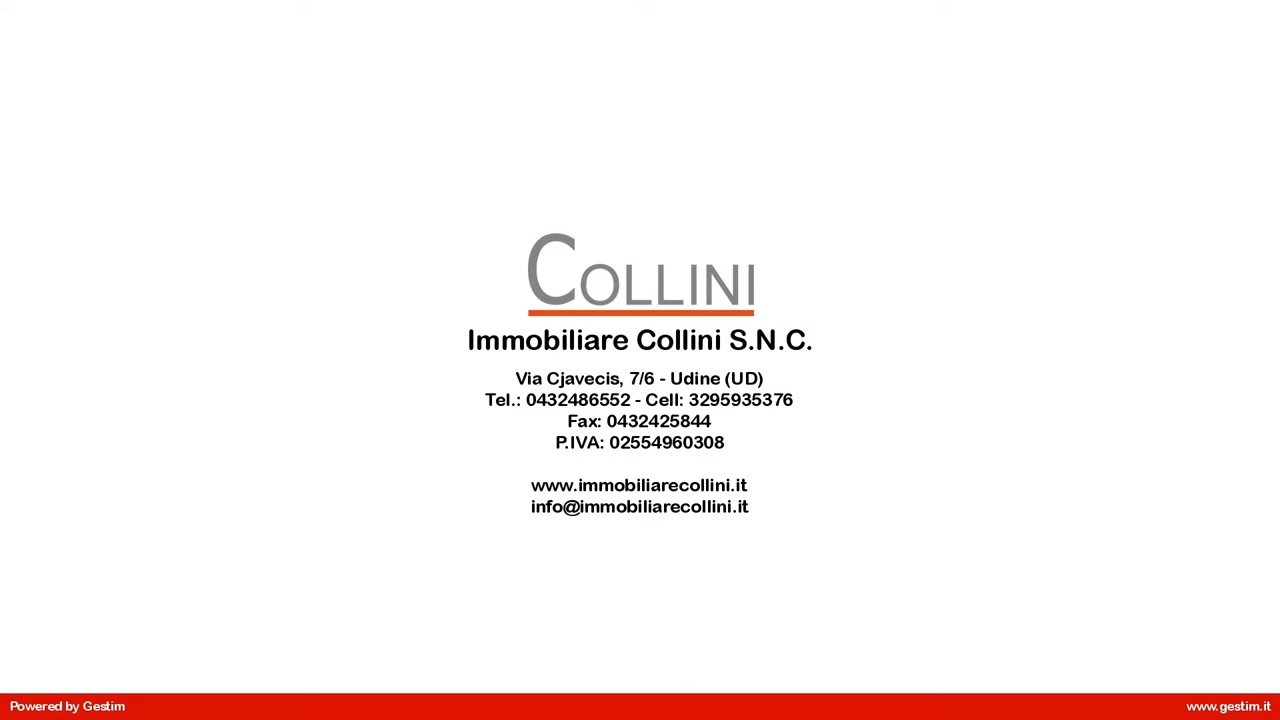 COLLINI
Immobiliare Collini S.N.C.
Via Cjavecis, 7/6 - Udine (UD)
Tel.: 0432486552 - Cell: 3295935376
Fax: 0432425844
P.IVA: 02554960308
www.immobiliarecollini.it
info@immobiliarecollini.it
Powered by Gestim
www.gestim.it